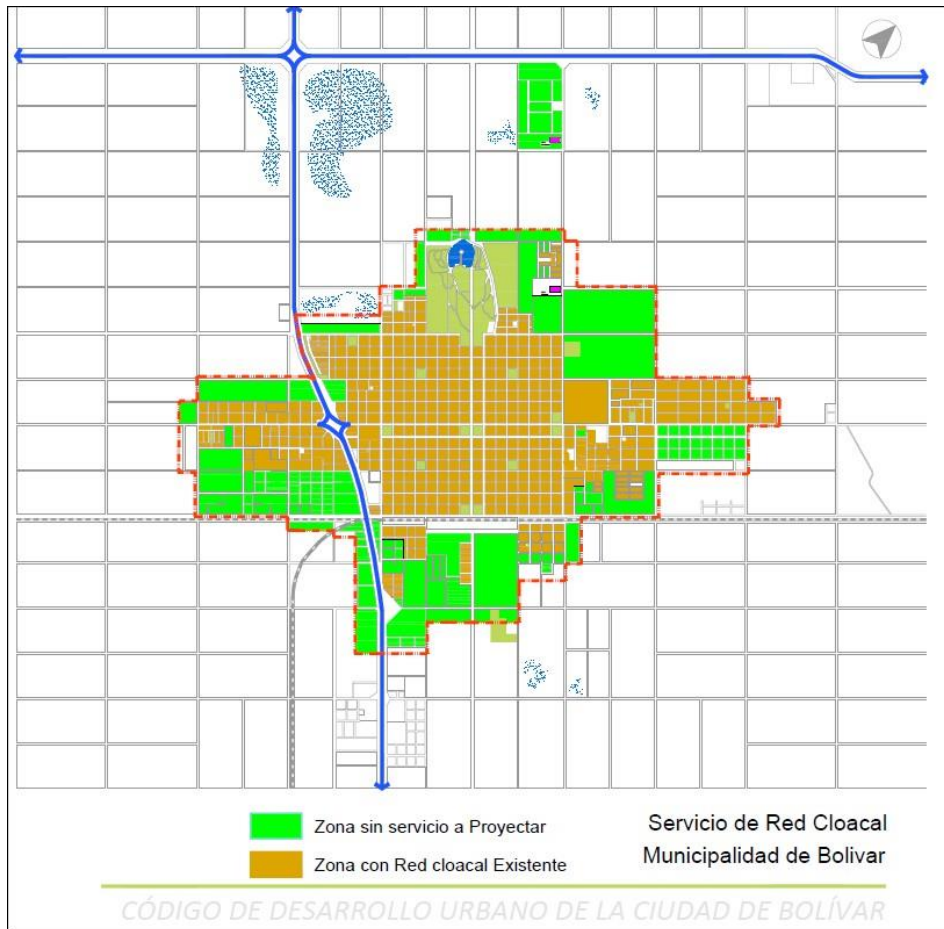 Zona sin servicio a Proyectar
Zona con Red cloacal Existente
Servicio de Red Cloacal
Municipalidad de Bolivar
CÓDIGO DE DESARROLLO URBANO DE LA CIUDAD DE BOLÍVAR